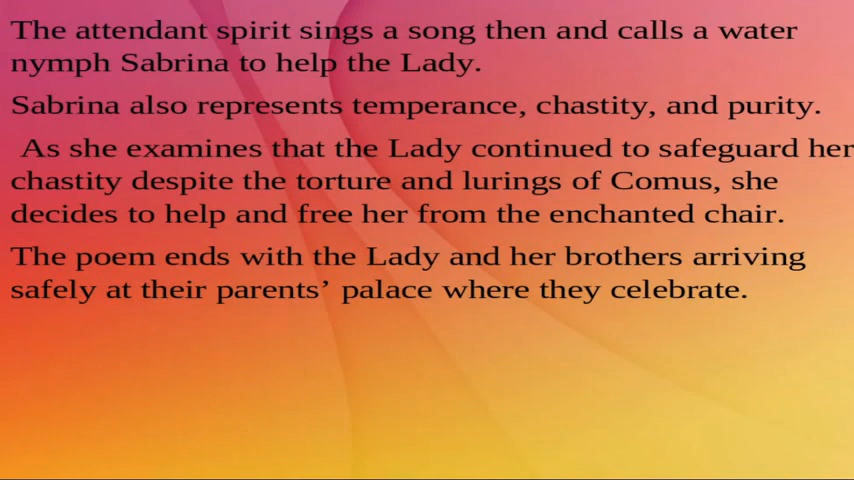 The attendant spirit sings a song then and calls a water
nymph Sabrina to help the Lady.
Sabrina also represents temperance, chastity, and purity.
As she examines that the Lady continued to safeguard her
chastity despite the torture and lurings of Comus, she
decides to help and free her from the enchanted chair.
The poem ends with the Lady and her brothers arriving
safely at their parents’ palace where they celebrate.